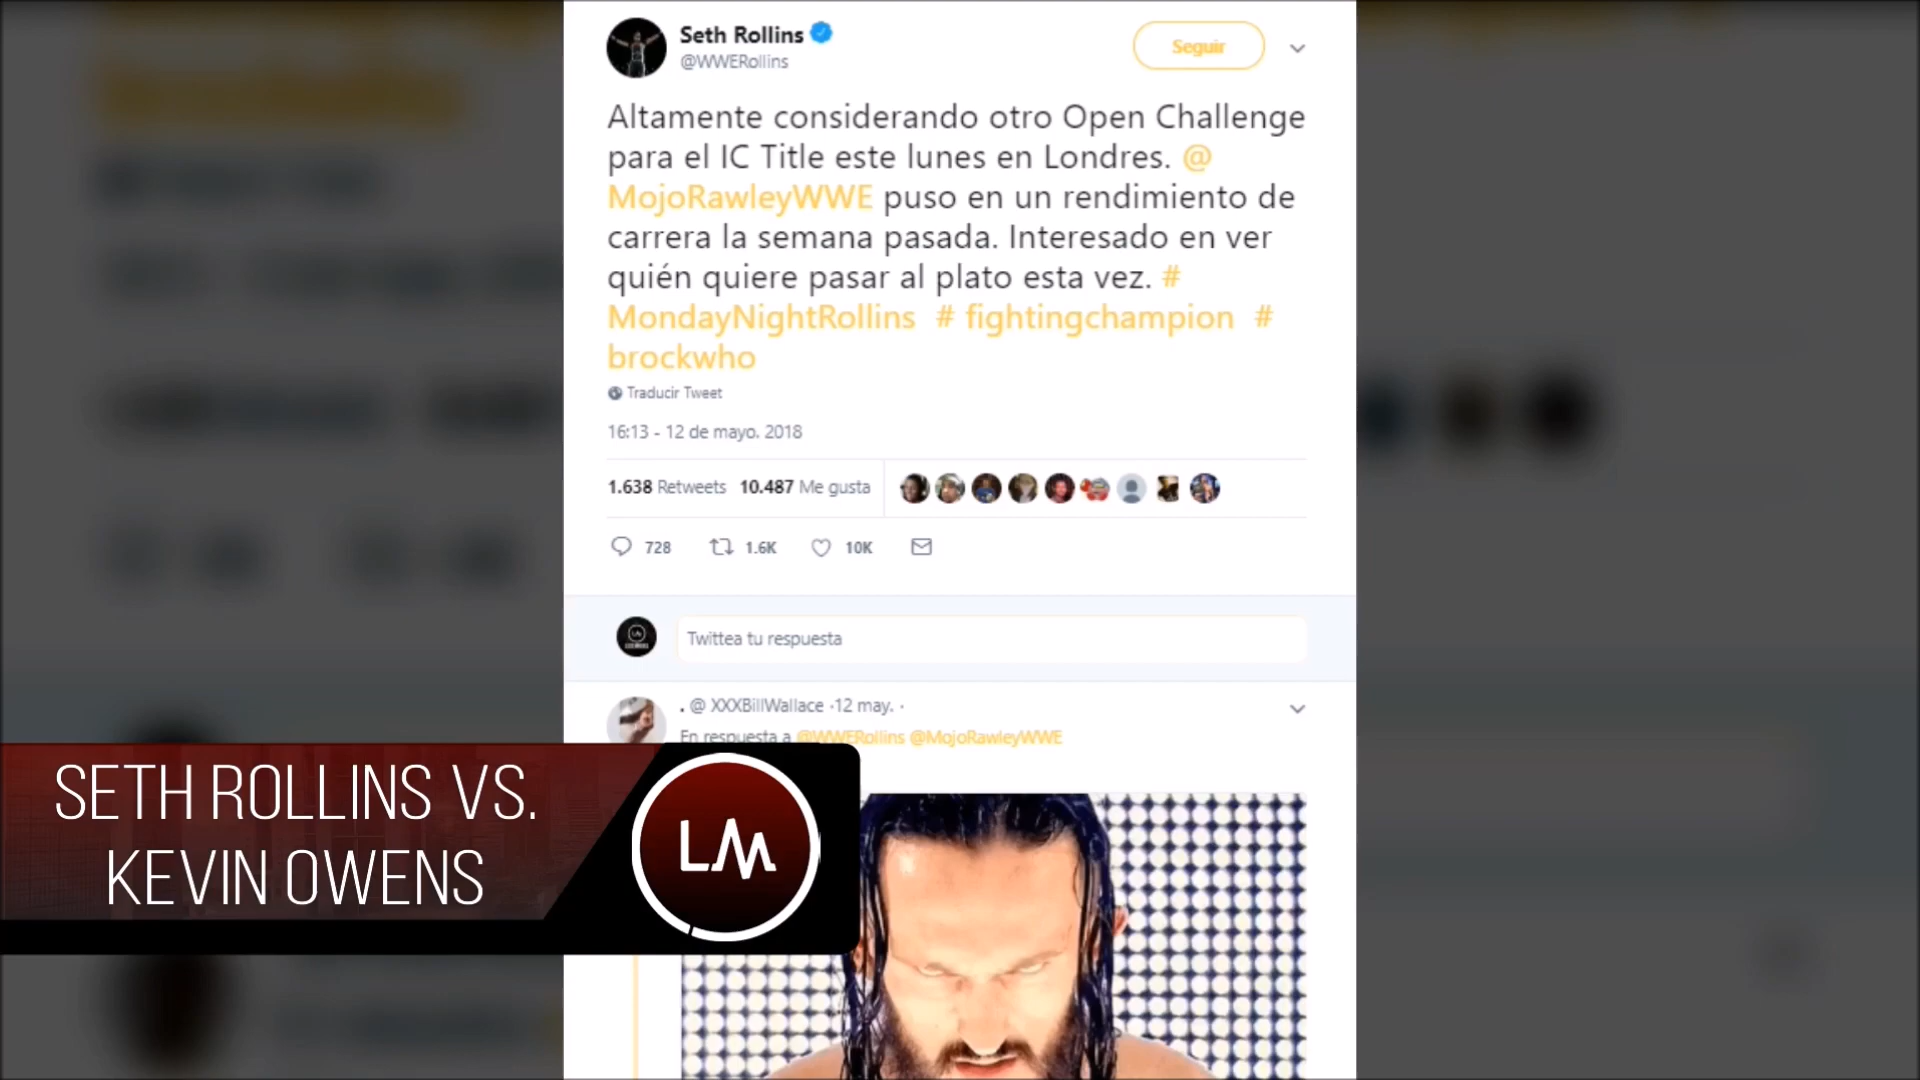 Seth Rollins
@WWERollins
Seguir
Altamente considerando otro Open Challenge
para el IC Title este lunes en Londres. @
MojoRawleyWWE puso en un rendimiento de
carrera la semana pasada. Interesado en ver
quién quiere pasar al plato esta vez. #
MondayNightRollins # fightingchampion #
brockwho
Traducir Tweet
16:13 - 12 de mayo. 2018
1.638 Retweets 10.487 Me gusta
728 1.6K 10K
Twittea tu respuesta
. @ XXXBillWallace ·12 may. ·
En respuesta a @WWERollins @MojoRawleyWWE
SETH ROLLINS VS.
KEVIN OWENS
LM